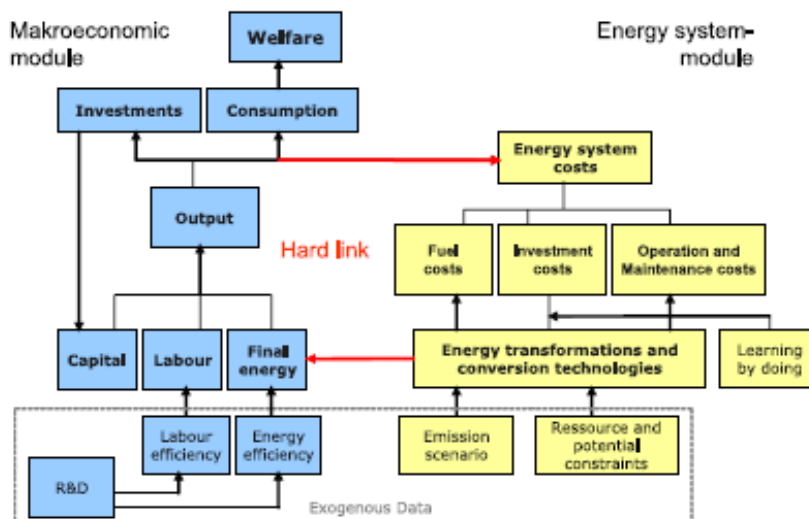 Makroeconomic
module
Welfare
Energy system-
module
Investments
Consumption
Energy system
costs
Output
Hard link
Fuel
costs
Investment
costs
Operation and
Maintenance costs
Capital
Labour
Final
energy
Energy transformations and
conversion technologies
Learning
by doing
Labour
efficiency
Energy
efficiency
Emission
scenario
Ressource and
potential
constraints
R&D
Exogenous Data